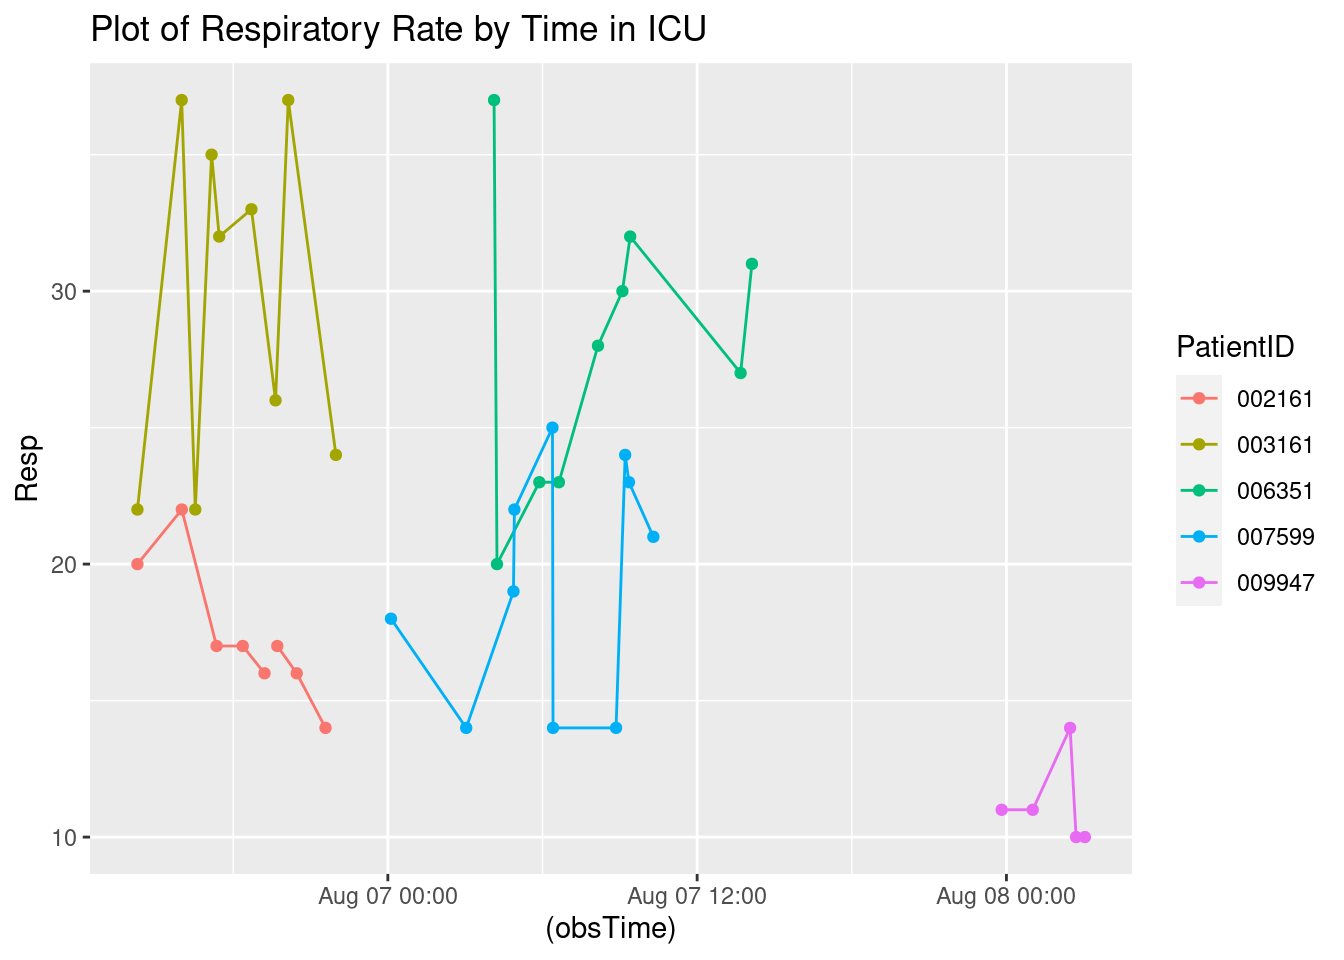 Plot of Respiratory Rate by Time in ICU
Resp
30
20
10
Aug 07 00:00
Aug 07 12:00
Aug 08 00:00
(obsTime)
PatientID
002161
003161
006351
007599
009947